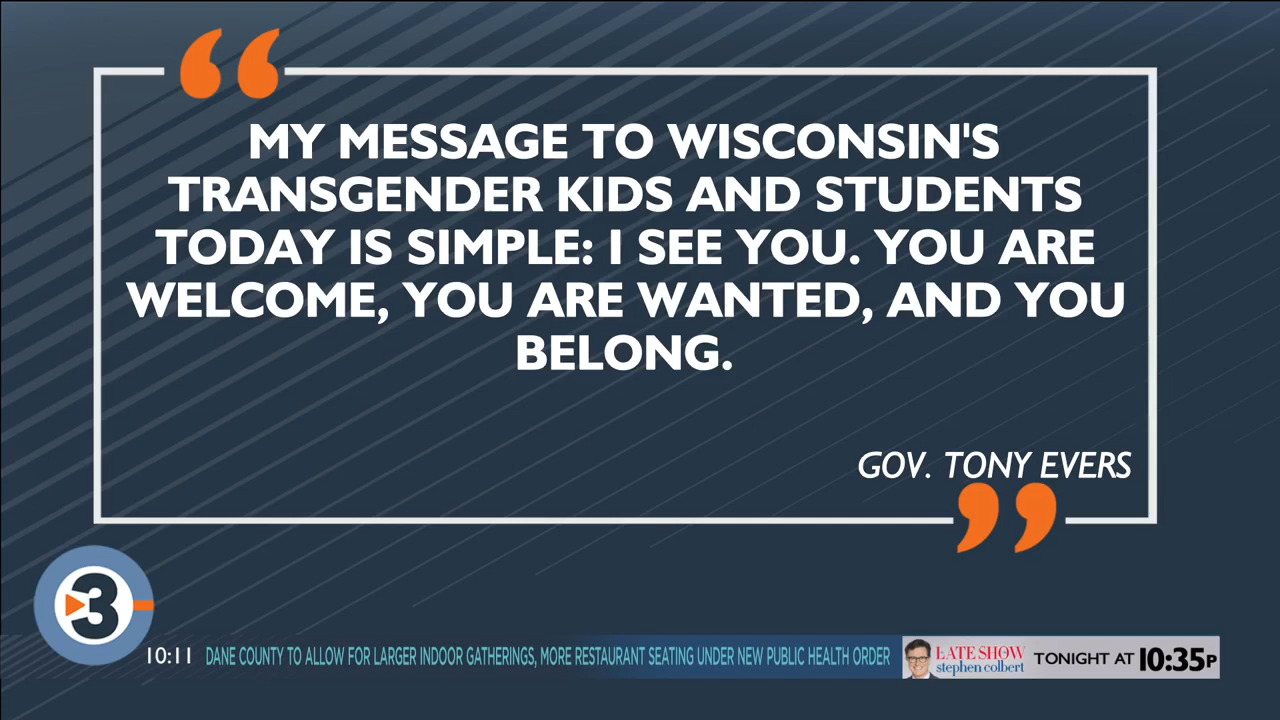 MY MESSAGE TO WISCONSIN'S
TRANSGENDER KIDS AND STUDENTS
TODAY IS SIMPLE: I SEE YOU. YOU ARE
WELCOME, YOU ARE WANTED, AND YOU
BELONG.
GOV. TONY EVERS
3
10:11 DANE COUNTY TO ALLOW FOR LARGER INDOOR GATHERINGS, MORE RESTAURANT SEATING UNDER NEW PUBLIC HEALTH ORDER
LATE SHOW
stephen colbert
TONIGHT AT 10:35P